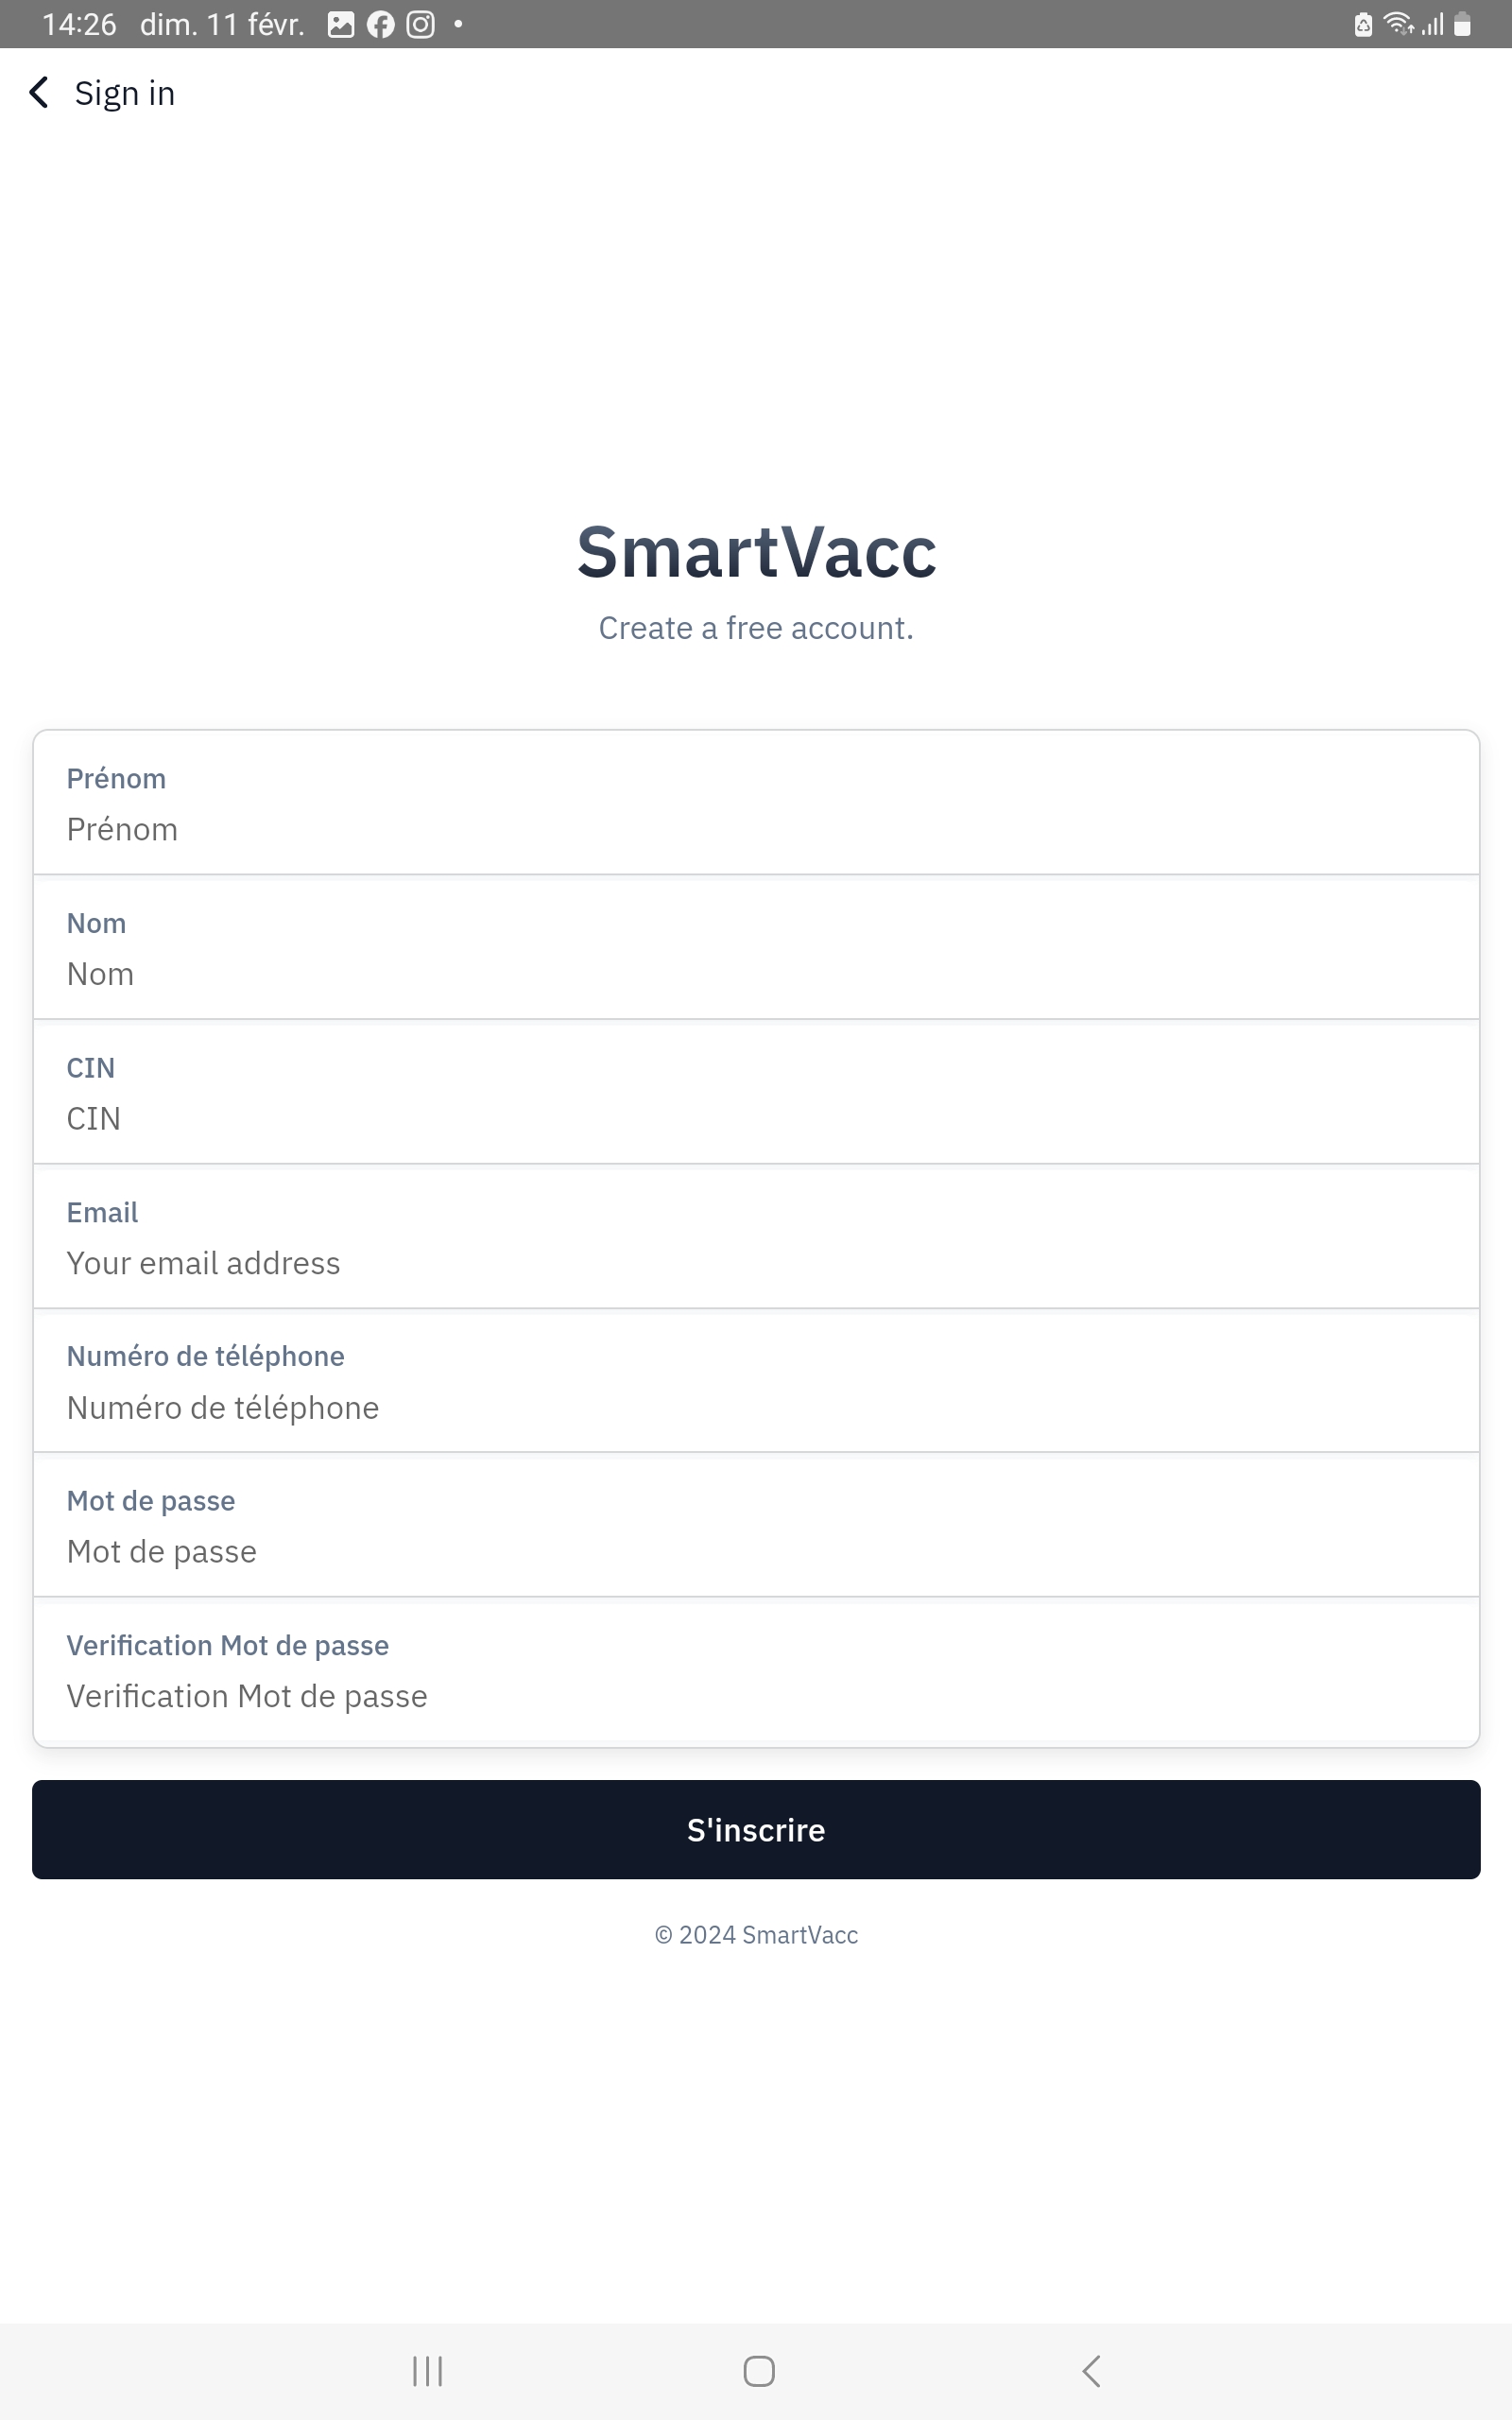 14:26 dim. 11 févr.
Sign in
SmartVacc
Create a free account.
Prénom
Prénom
Nom
Nom
CIN
CIN
Email
Your email address
Numéro de téléphone
Numéro de téléphone
Mot de passe
Mot de passe
Verification Mot de passe
Verification Mot de passe
S'inscrire
© 2024 SmartVacc